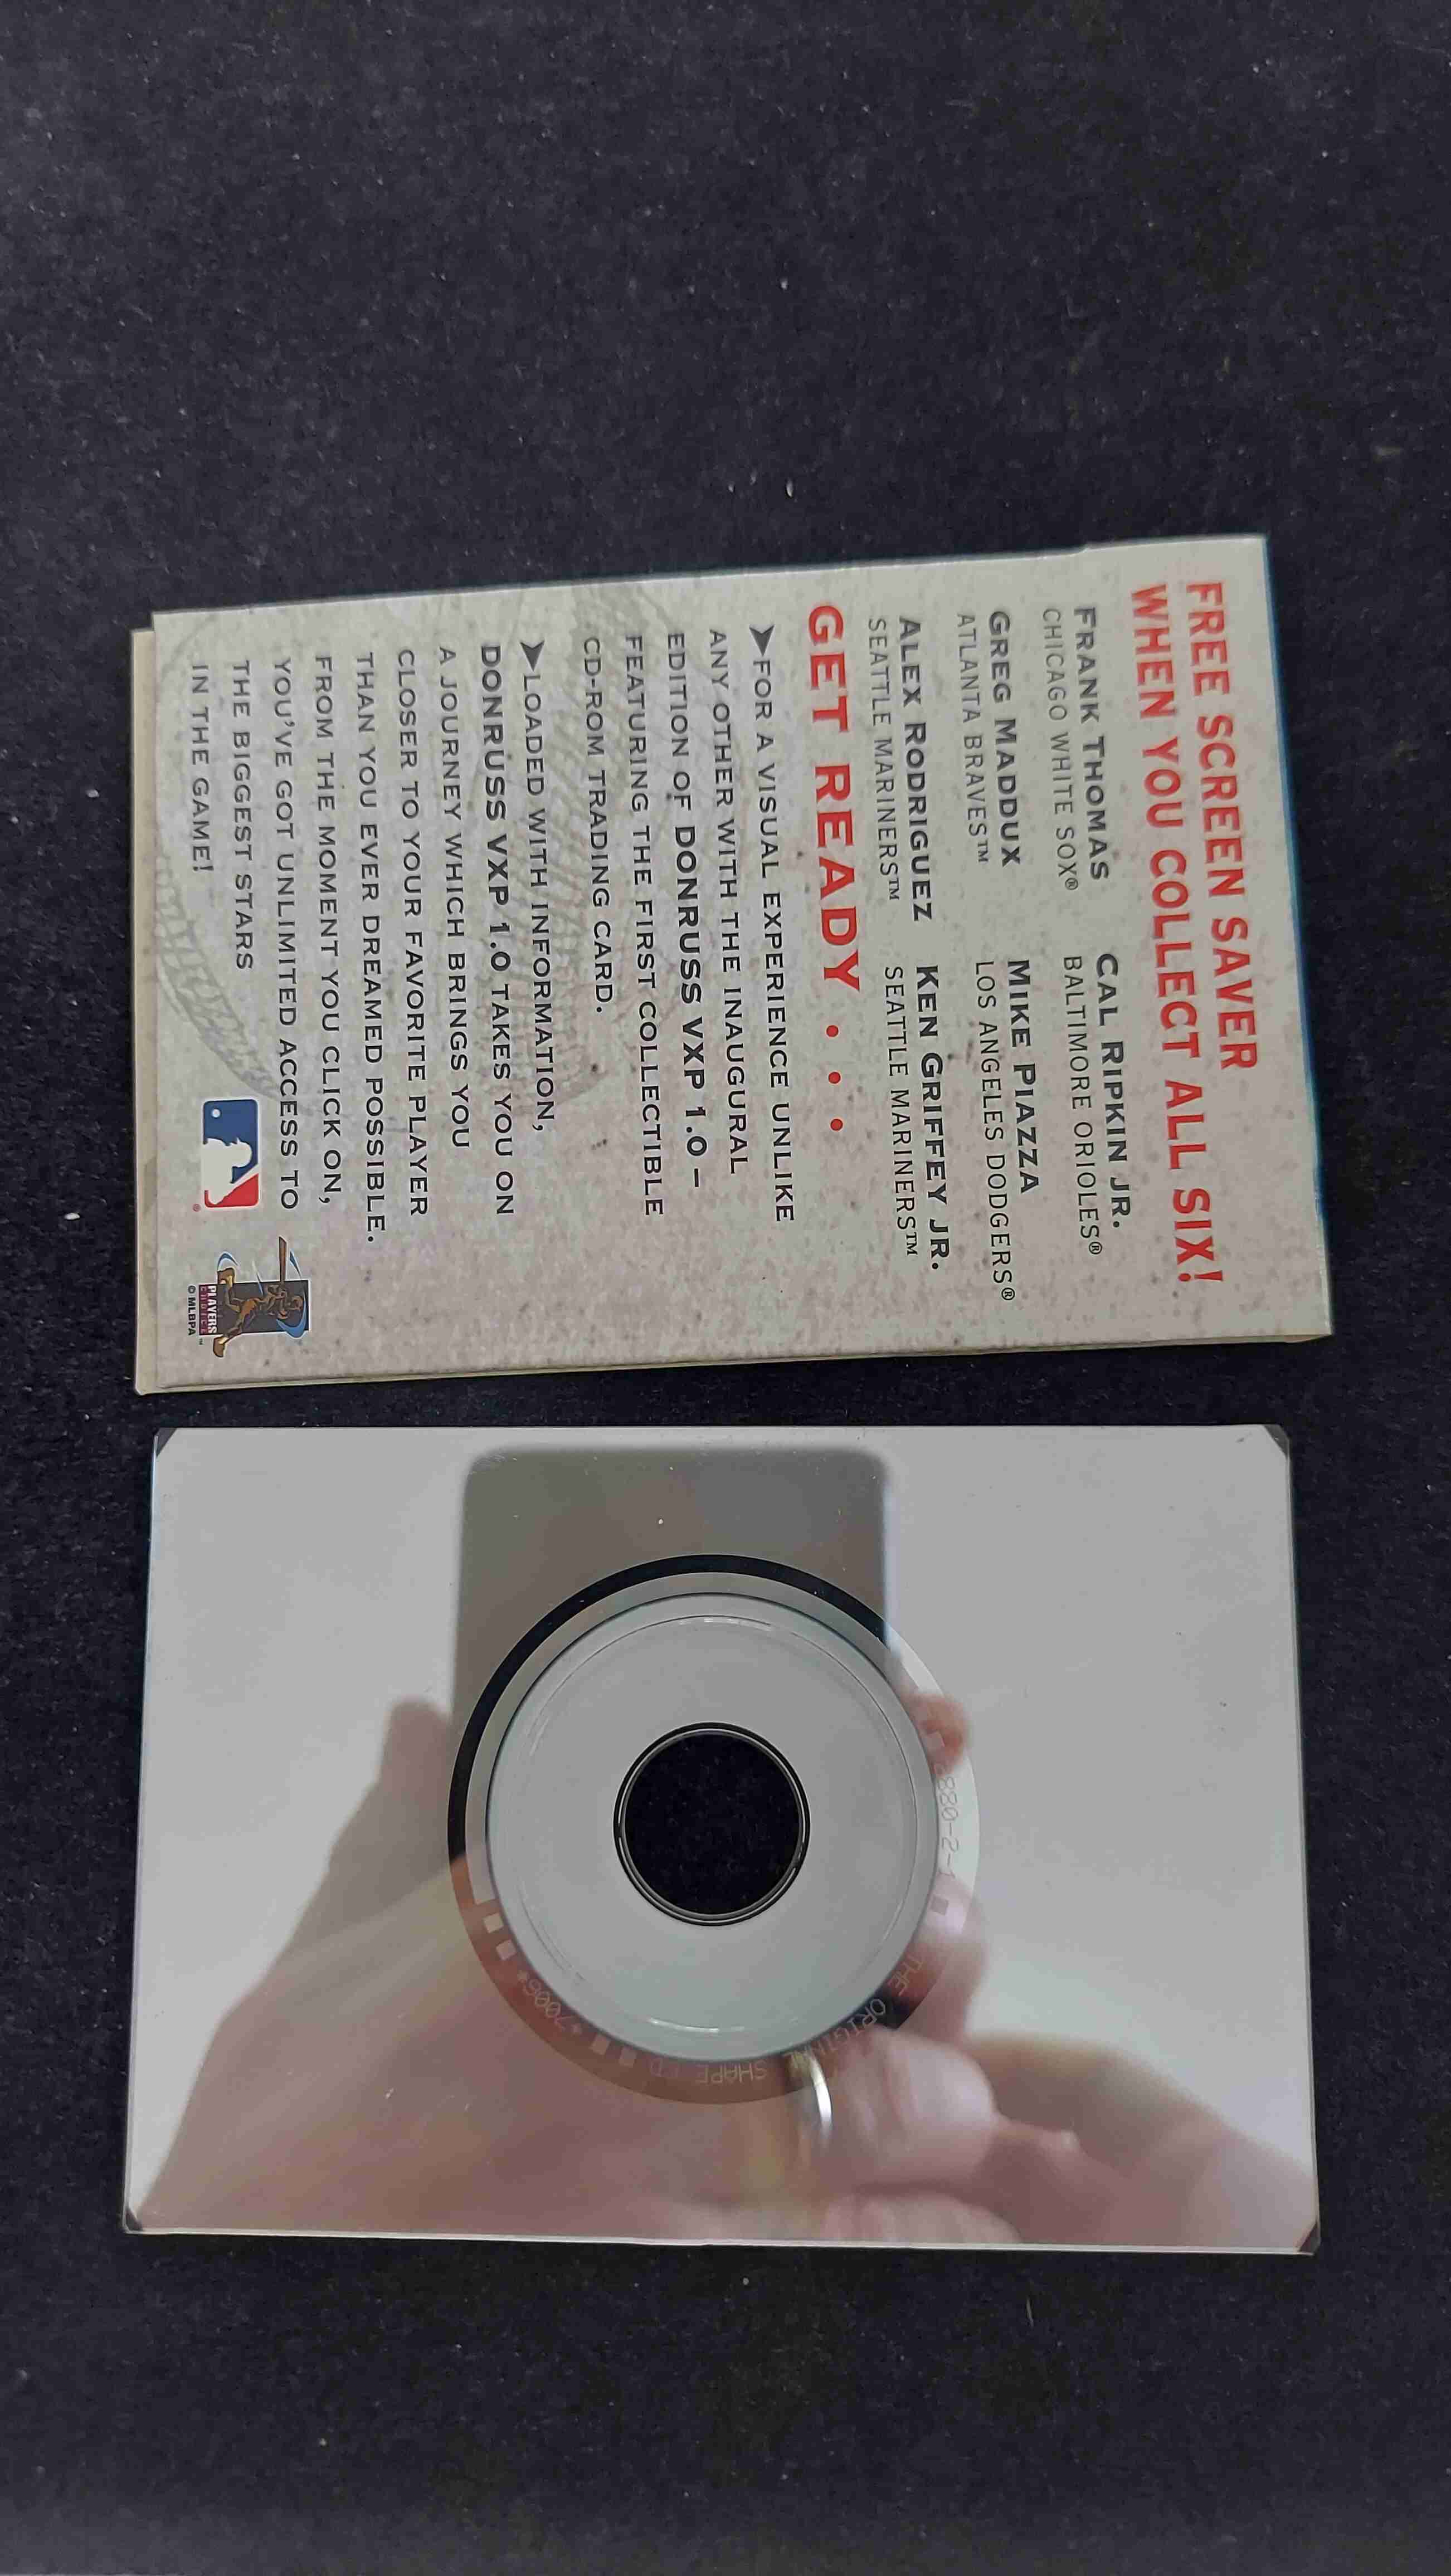 FREE SCREEN SAVER
WHEN YOU COLLECT ALL SIX!
FRANK THOMAS
CHICAGO WHITE SOX®
CAL RIPKIN JR.
BALTIMORE ORIOLES®
GREG MADDUX
ATLANTA BRAVES™
MIKE PIAZZA
LOS ANGELES DODGERS®
ALEX RODRIGUEZ
SEATTLE MARINERS™
KEN GRIFFEY JR.
SEATTLE MARINERS™
GET READY . . .
➤FOR A VISUAL EXPERIENCE UNLIKE
ANY OTHER WITH THE INAUGURAL
EDITION OF DONRUSS VXP 1.0 –
FEATURING THE FIRST COLLECTIBLE
CD-ROM TRADING CARD.
➤LOADED WITH INFORMATION,
DONRUSS VXP 1.0 TAKES YOU ON
A JOURNEY WHICH BRINGS YOU
CLOSER TO YOUR FAVORITE PLAYER
THAN YOU EVER DREAMED POSSIBLE.
FROM THE MOMENT YOU CLICK ON,
YOU'VE GOT UNLIMITED ACCESS TO
THE BIGGEST STARS
IN THE GAME!
®
PLAYERS
CHOICE™
© MLBPA
THE ORIGINAL SHAPE CD
*7006*